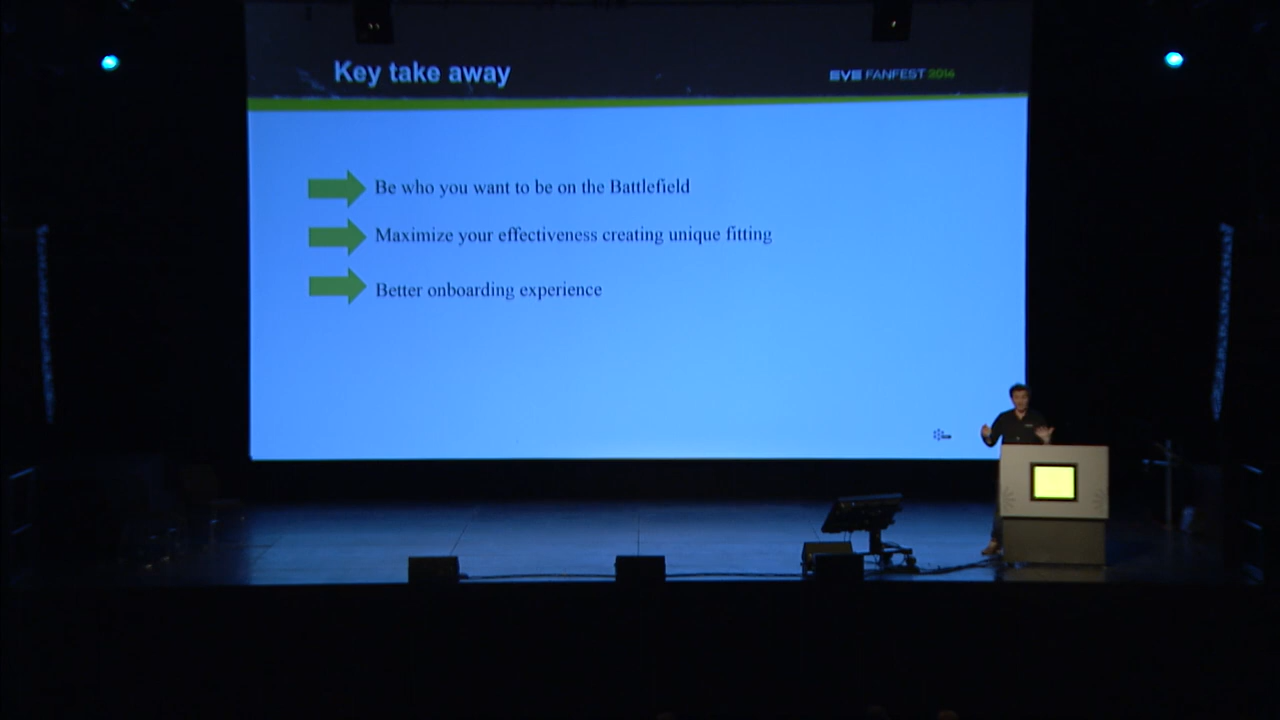 Key take away
EVE FANFEST 2014
Be who you want to be on the Battlefield
Maximize your effectiveness creating unique fitting
Better onboarding experience